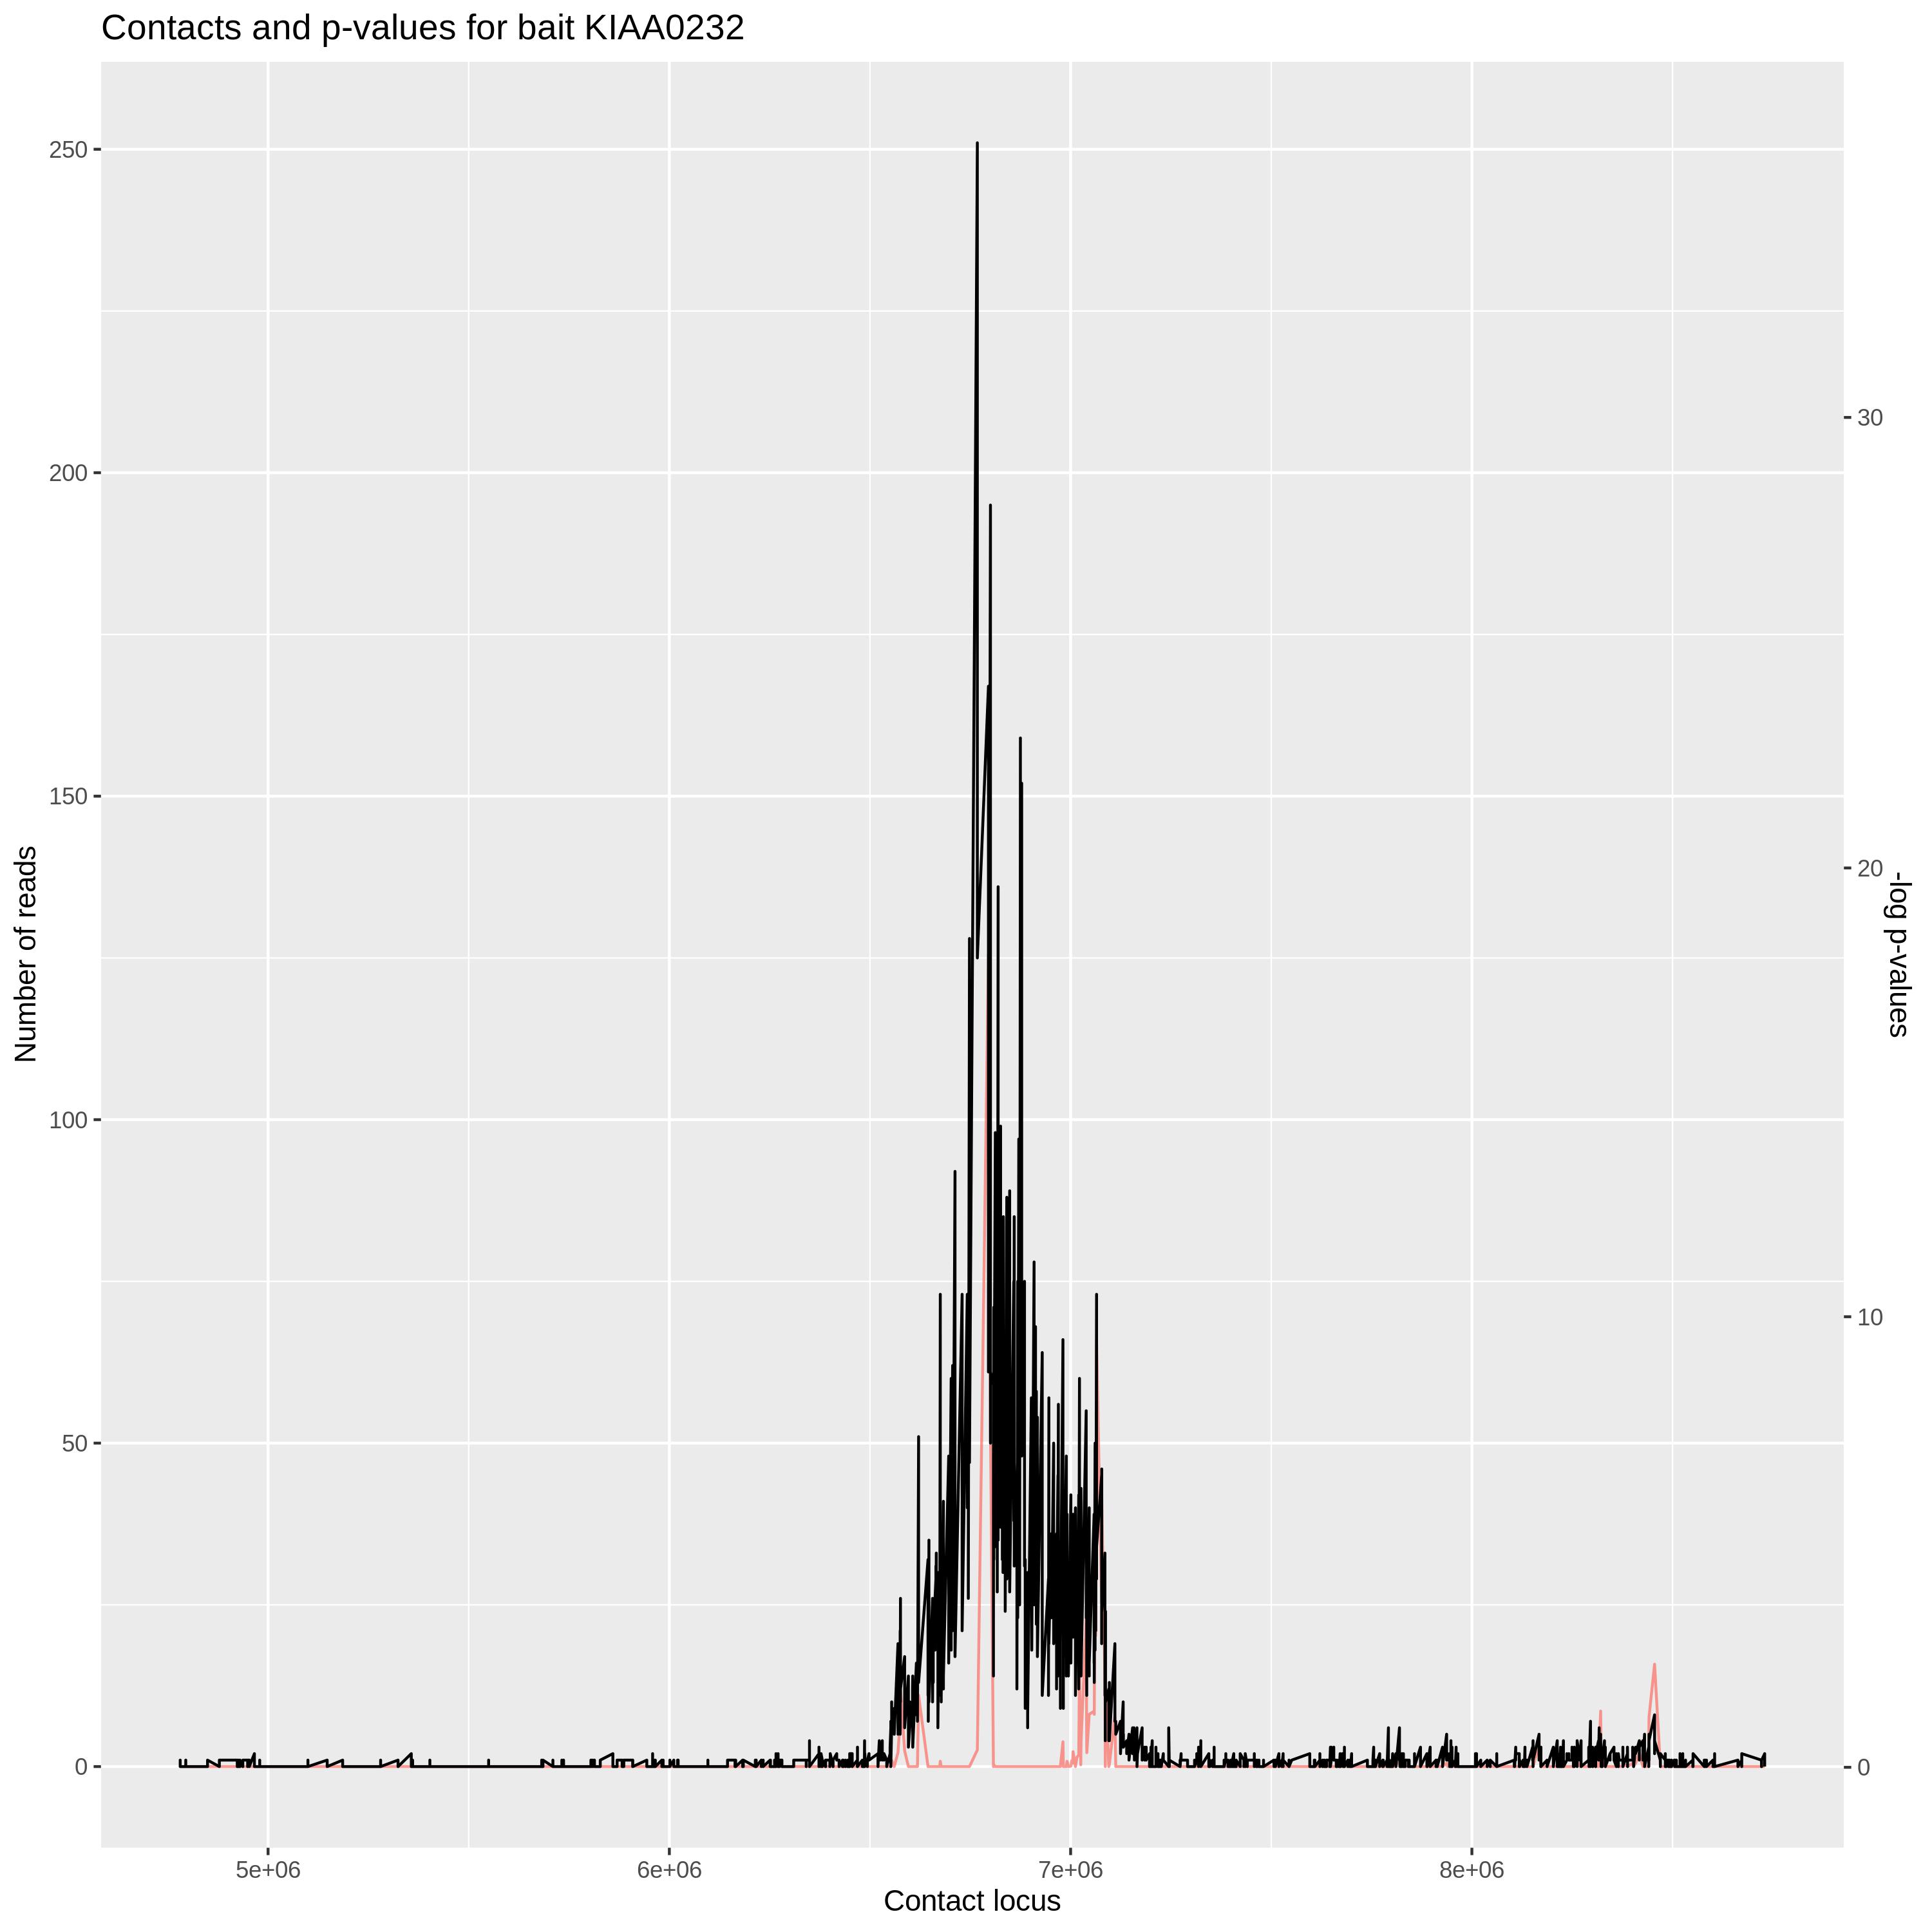 Contacts and p-values for bait KIAA0232
250
200
150
100
50
0
Number of reads
30
20
10
0
-log p-values
5e+06
6e+06
7e+06
8e+06
Contact locus